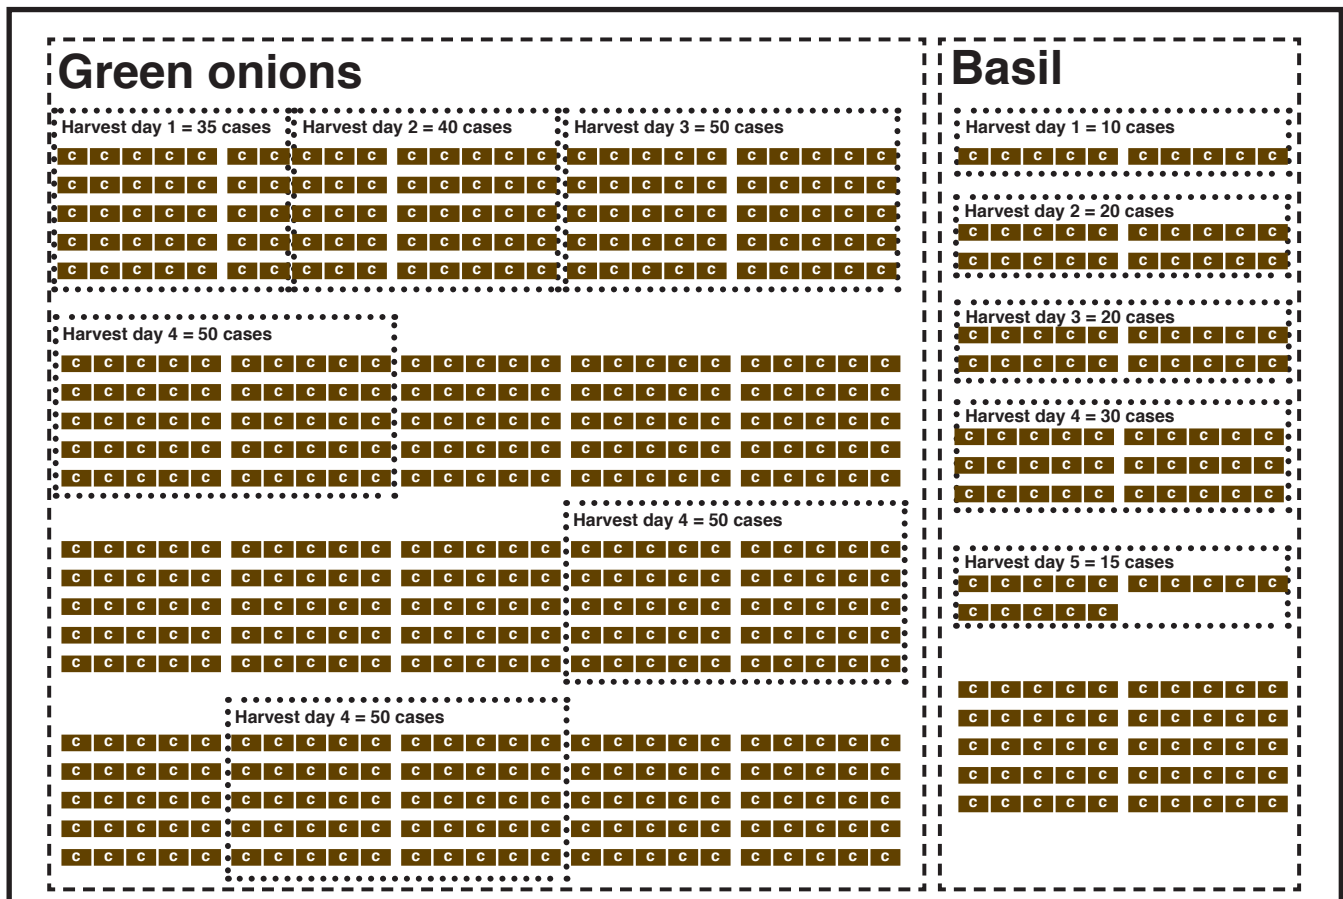 Green onions
Harvest day 1 = 35 cases Harvest day 2 = 40 cases Harvest day 3 = 50 cases
C C C C C C C C C C C C C C C C C C C C C C C C C
C C C C C C C C C C C C C C C C C C C C C C C C C
C C C C C C C C C C C C C C C C C C C C C C C C C
C C C C C C C C C C C C C C C C C C C C C C C C C
C C C C C C C C C C C C C C C C C C C C C C C C C
Harvest day 4 = 50 cases
C C C C C C C C C C C C C C C C C C C C C C C C C
C C C C C C C C C C C C C C C C C C C C C C C C C
C C C C C C C C C C C C C C C C C C C C C C C C C
C C C C C C C C C C C C C C C C C C C C C C C C C
C C C C C C C C C C C C C C C C C C C C C C C C C
Harvest day 4 = 50 cases
C C C C C C C C C C C C C C C C C C C C C C C C C
C C C C C C C C C C C C C C C C C C C C C C C C C
C C C C C C C C C C C C C C C C C C C C C C C C C
C C C C C C C C C C C C C C C C C C C C C C C C C
C C C C C C C C C C C C C C C C C C C C C C C C C
Harvest day 4 = 50 cases
C C C C C C C C C C C C C C C C C C C C C C C C C
C C C C C C C C C C C C C C C C C C C C C C C C C
C C C C C C C C C C C C C C C C C C C C C C C C C
C C C C C C C C C C C C C C C C C C C C C C C C C
C C C C C C C C C C C C C C C C C C C C C C C C C
Basil
Harvest day 1 = 10 cases
C C C C C C C C C C
Harvest day 2 = 20 cases
C C C C C C C C C C
C C C C C C C C C C
Harvest day 3 = 20 cases
C C C C C C C C C C
C C C C C C C C C C
Harvest day 4 = 30 cases
C C C C C C C C C C
C C C C C C C C C C
C C C C C C C C C C
Harvest day 5 = 15 cases
C C C C C C C C C C
C C C C C
C C C C C C C C C C
C C C C C C C C C C
C C C C C C C C C C
C C C C C C C C C C
C C C C C C C C C C